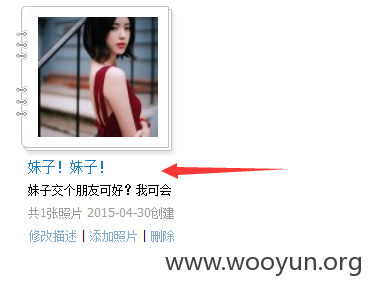 妹子！妹子！
妹子交个朋友可好？我可会
共1张照片 2015-04-30创建
修改描述 | 添加照片 | 删除
www.wooyun.org